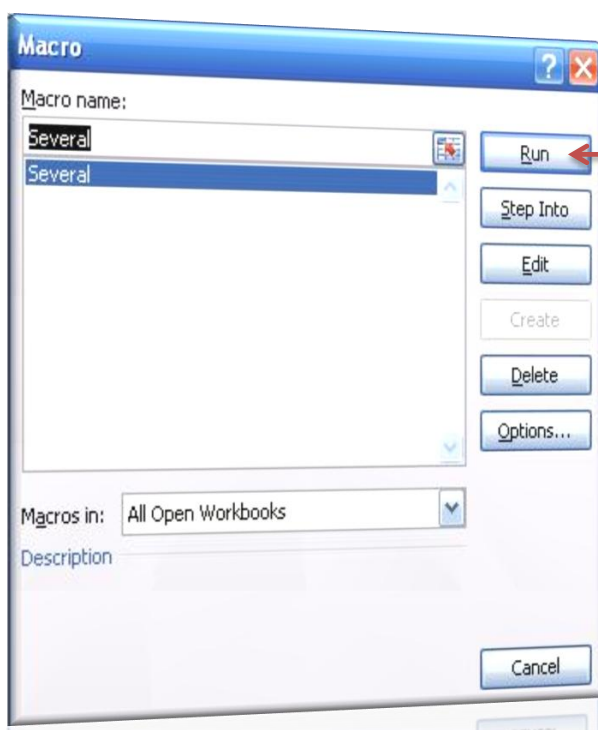 Macro
Macro name:
Several
Several
Run
Step Into
Edit
Create
Delete
Options...
Macros in: All Open Workbooks
Description
Cancel